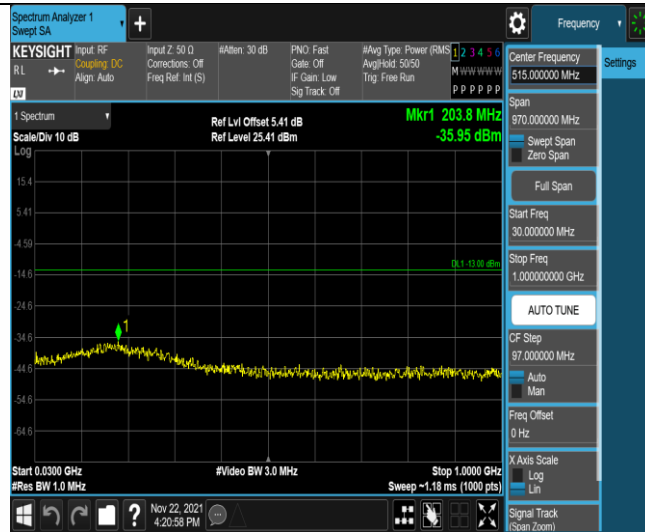 Spectrum Analyzer 1
Swept SA
+
Frequency
KEYSIGHT
RL
LXI
Input: RF
Coupling: DC
Align: Auto
Input Z: 50 Ω
Corrections: Off
Freq Ref: Int (S)
#Atten: 30 dB
PNO: Fast
Gate: Off
IF Gain: Low
Sig Track: Off
#Avg Type: Power (RMS
Avg|Hold: 50/50
Trig: Free Run
1 2 3 4 5 6
M W W W W W
P P P P P P
Settings
Center Frequency
515.000000 MHz
Span
970.000000 MHz
Swept Span
Zero Span
Full Span
Start Freq
30.000000 MHz
Stop Freq
1.000000000 GHz
AUTO TUNE
CF Step
97.000000 MHz
Auto
Man
Freq Offset
0 Hz
X Axis Scale
Log
Lin
Signal Track
(Span Zoom)
1 Spectrum
Scale/Div 10 dB
Ref Lvl Offset 5.41 dB
Ref Level 25.41 dBm
Mkr1 203.8 MHz
-35.95 dBm
Log
15.4
5.41
-4.59
DL1 -13.00 dBm
-14.6
-24.6
1
-34.6
-44.6
-54.6
-64.6
Start 0.0300 GHz
#Res BW 1.0 MHz
#Video BW 3.0 MHz
Stop 1.0000 GHz
Sweep ~1.18 ms (1000 pts)
?
Nov 22, 2021
4:20:58 PM